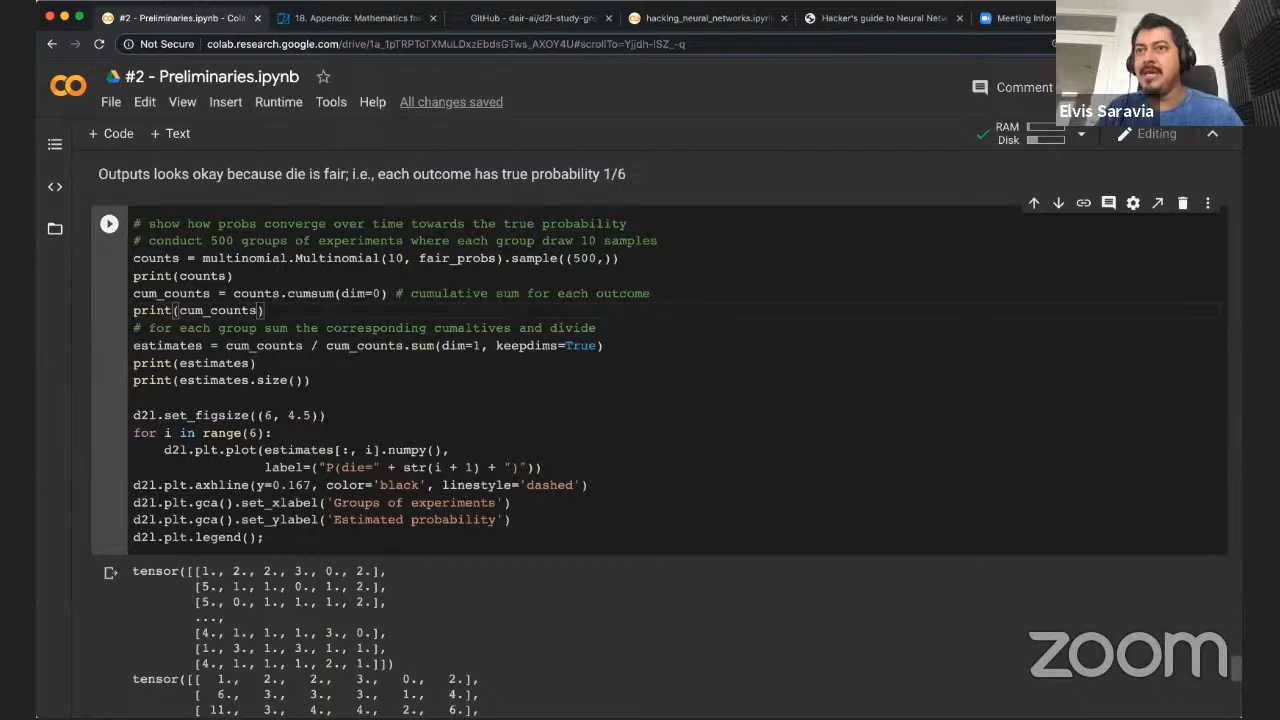 #2 - Preliminaries.ipynb - Cola
18. Appendix: Mathematics fo
GitHub - dair-ai/d2l-study-gr
hacking_neural_networks.ipyn
Hacker's guide to Neural Netw
Meeting Infor
Not Secure
colab.research.google.com/drive/1a_1pTRPToTXMuLDxzEbdsGTws_AXOY4U#scrollTo=Yjjdh-lSZ_-q
#2 - Preliminaries.ipynb
Comment
File Edit View Insert Runtime Tools Help All changes saved
Elvis Saravia
+ Code + Text
RAM
Disk
Editing
Outputs looks okay because die is fair; i.e., each outcome has true probability 1/6
# show how probs converge over time towards the true probability
# conduct 500 groups of experiments where each group draw 10 samples
counts = multinomial.Multinomial(10, fair_probs).sample((500,))
print(counts)
cum_counts = counts.cumsum(dim=0) # cumulative sum for each outcome
print(cum_counts)
# for each group sum the corresponding cumaltives and divide
estimates = cum_counts / cum_counts.sum(dim=1, keepdims=True)
print(estimates)
print(estimates.size())
d2l.set_figsize((6, 4.5))
for i in range(6):
d2l.plt.plot(estimates[:, i].numpy(),
label=("P(die=" + str(i + 1) + ")"))
d2l.plt.axhline(y=0.167, color='black', linestyle='dashed')
d2l.plt.gca().set_xlabel('Groups of experiments')
d2l.plt.gca().set_ylabel('Estimated probability')
d2l.plt.legend();
tensor([[1., 2., 2., 3., 0., 2.],
[5., 1., 1., 0., 1., 2.],
[5., 0., 1., 1., 1., 2.],
...,
[4., 1., 1., 1., 3., 0.],
[1., 3., 1., 3., 1., 1.],
[4., 1., 1., 1., 2., 1.]])
tensor([[ 1., 2., 2., 3., 0., 2.],
[ 6., 3., 3., 3., 1., 4.],
[ 11., 3., 4., 4., 2., 6.],
zoom